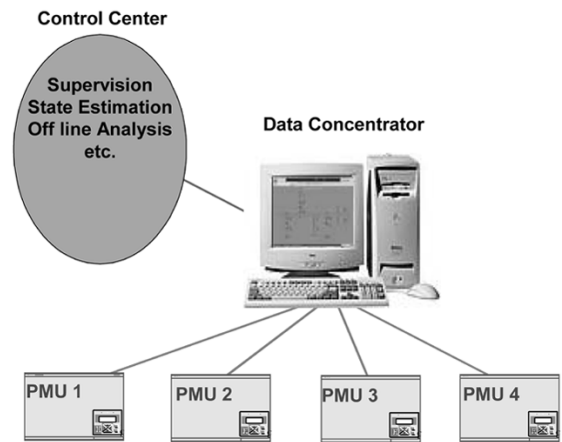 Control Center
Supervision
State Estimation
Off line Analysis
etc.
Data Concentrator
PMU 1
PMU 2
PMU 3
PMU 4